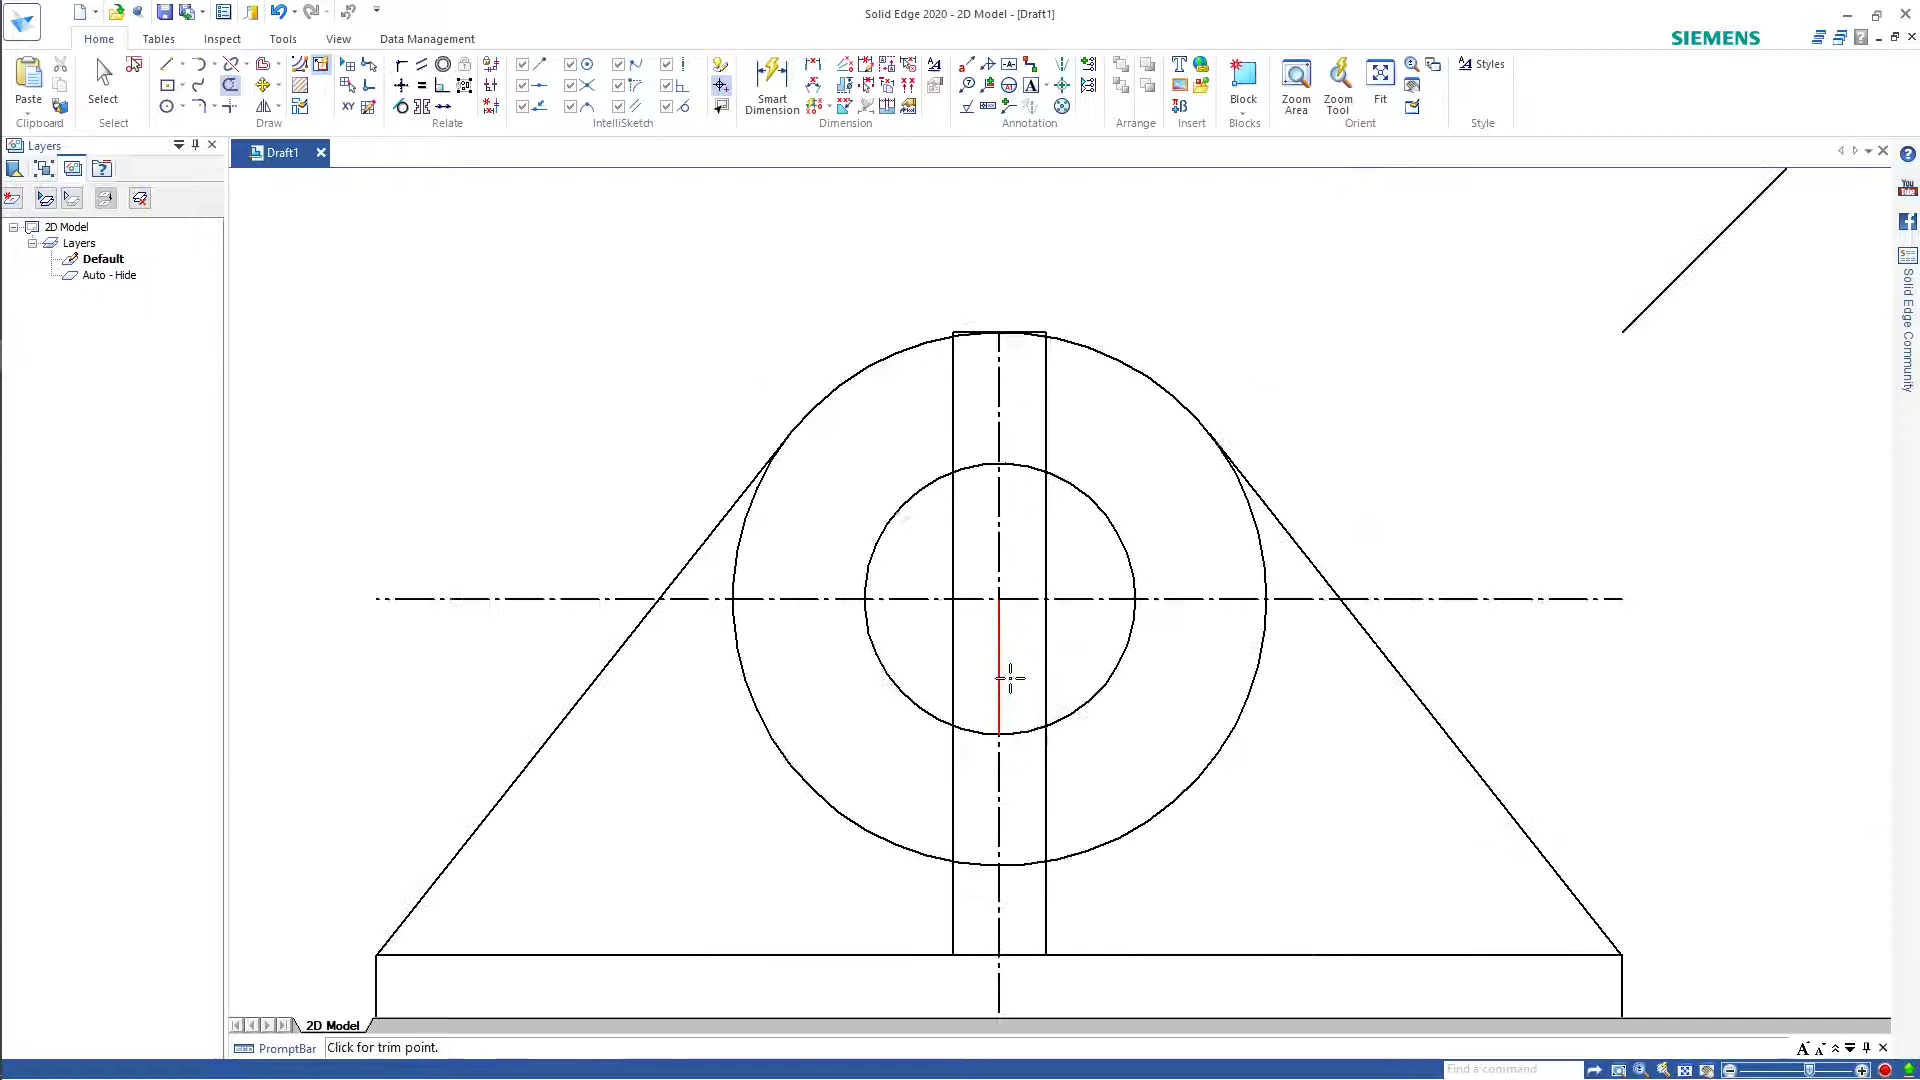 Solid Edge 2020 - 2D Model - [Draft1]
Home Tables Inspect Tools View Data Management
SIEMENS
Paste
Clipboard
Select
Select
Draw
XY
Relate
IntelliSketch
Smart Dimension
Dimension
Annotation
Arrange
Insert
Block
Blocks
Zoom Area
Zoom Tool
Fit
Orient
Styles
Style
Layers
Draft1
2D Model
Layers
Default
Auto - Hide
You Tube
Solid Edge Community
2D Model
PromptBar Click for trim point.
Find a command